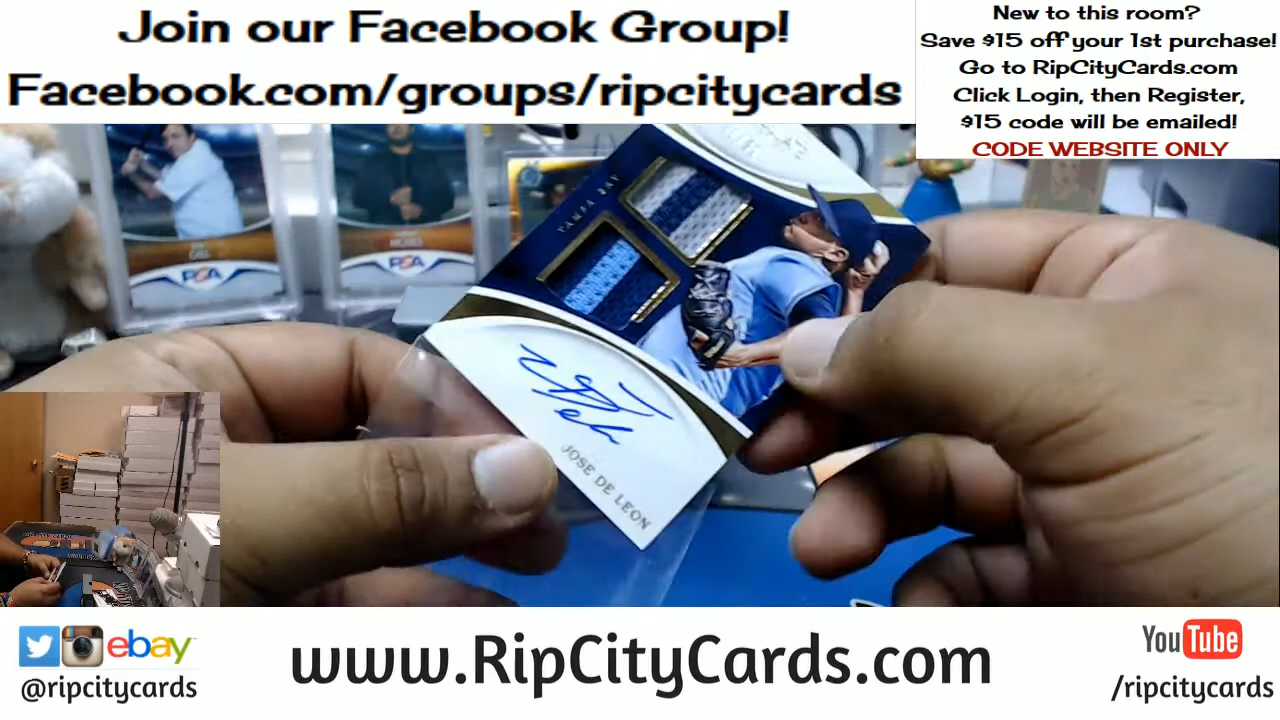 Join our Facebook Group!
Facebook.com/groups/ripcitycards
New to this room?
Save $15 off your 1st purchase!
Go to RipCityCards.com
Click Login, then Register,
$15 code will be emailed!
CODE WEBSITE ONLY
TAMPA BAY
PSA
PSA
JOSE DE LEON
ebay
@ripcitycards
www.RipCityCards.com
YouTube
/ripcitycards